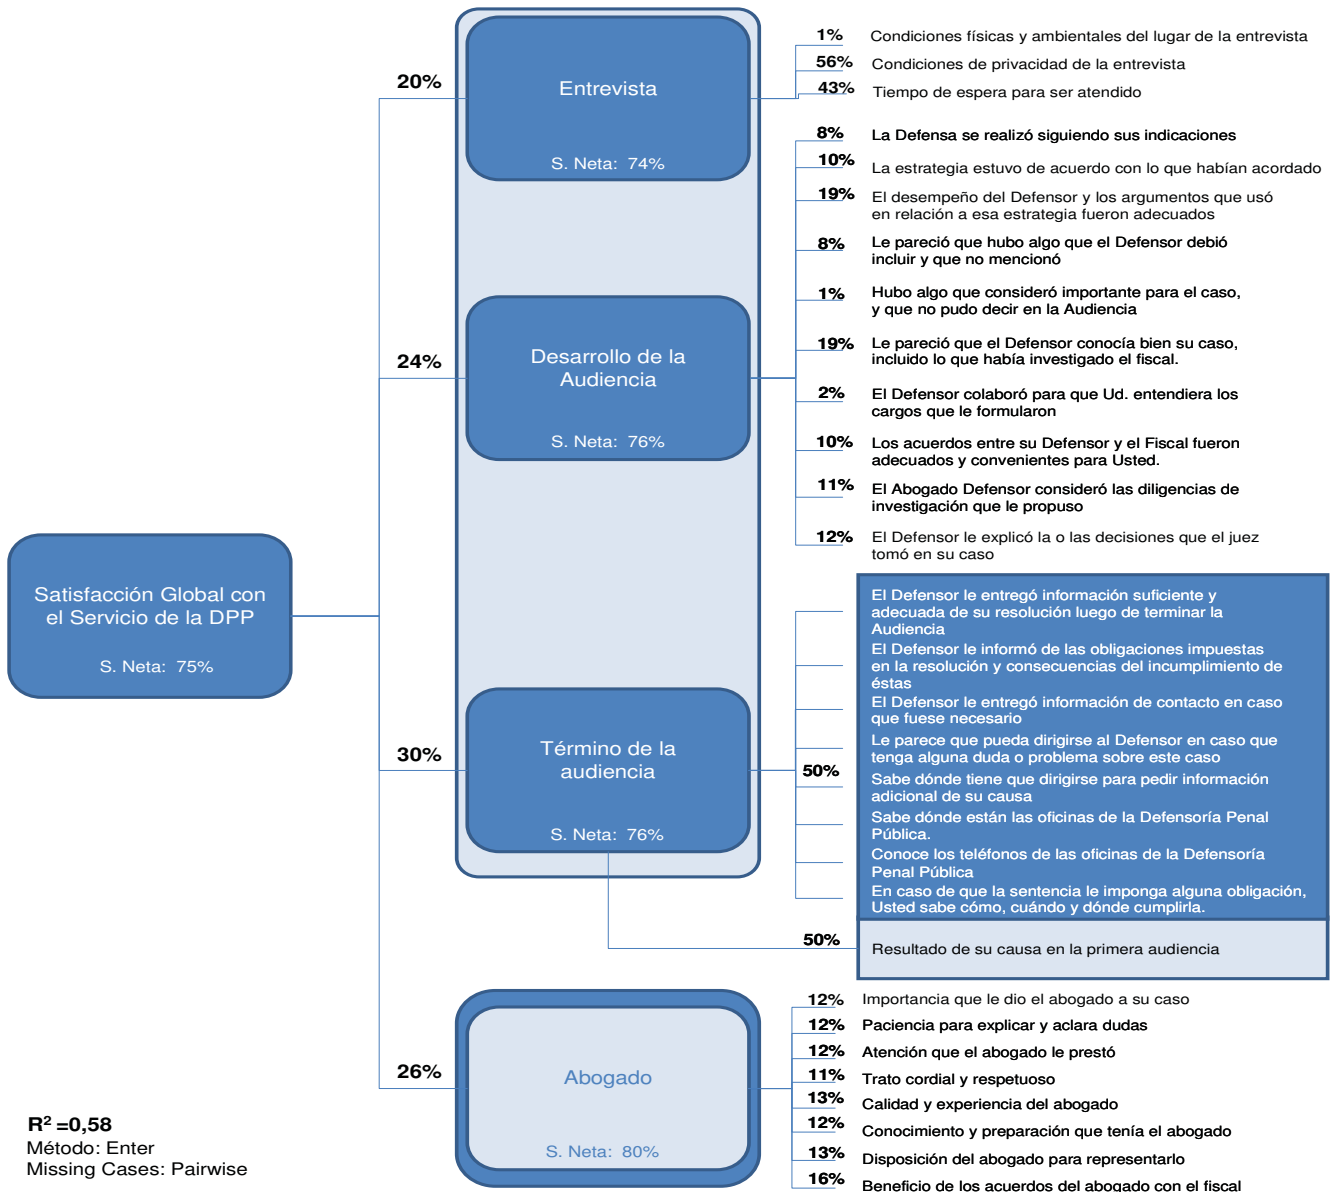 20%
Entrevista
S. Neta: 74%
1%
Condiciones físicas y ambientales del lugar de la entrevista
56%
Condiciones de privacidad de la entrevista
43%
Tiempo de espera para ser atendido
24%
Desarrollo de la
Audiencia
S. Neta: 76%
8%
La Defensa se realizó siguiendo sus indicaciones
10%
La estrategia estuvo de acuerdo con lo que habían acordado
19%
El desempeño del Defensor y los argumentos que usó
en relación a esa estrategia fueron adecuados
8%
Le pareció que hubo algo que el Defensor debió
incluir y que no mencionó
1%
Hubo algo que consideró importante para el caso,
y que no pudo decir en la Audiencia
19%
Le pareció que el Defensor conocía bien su caso,
incluido lo que había investigado el fiscal.
2%
El Defensor colaboró para que Ud. entendiera los
cargos que le formularon
10%
Los acuerdos entre su Defensor y el Fiscal fueron
adecuados y convenientes para Usted.
11%
El Abogado Defensor consideró las diligencias de
investigación que le propuso
12%
El Defensor le explicó la o las decisiones que el juez
tomó en su caso
Satisfacción Global con
el Servicio de la DPP
S. Neta: 75%
30%
Término de la
audiencia
S. Neta: 76%
50%
El Defensor le entregó información suficiente y
adecuada de su resolución luego de terminar la
Audiencia
El Defensor le informó de las obligaciones impuestas
en la resolución y consecuencias del incumplimiento de
éstas
El Defensor le entregó información de contacto en caso
que fuese necesario
Le parece que pueda dirigirse al Defensor en caso que
tenga alguna duda o problema sobre este caso
Sabe dónde tiene que dirigirse para pedir información
adicional de su causa
Sabe dónde están las oficinas de la Defensoría Penal
Pública.
Conoce los teléfonos de las oficinas de la Defensoría
Penal Pública
En caso de que la sentencia le imponga alguna obligación,
Usted sabe cómo, cuándo y dónde cumplirla.
50%
Resultado de su causa en la primera audiencia
26%
Abogado
S. Neta: 80%
12%
Importancia que le dio el abogado a su caso
12%
Paciencia para explicar y aclara dudas
12%
Atención que el abogado le prestó
11%
Trato cordial y respetuoso
13%
Calidad y experiencia del abogado
12%
Conocimiento y preparación que tenía el abogado
13%
Disposición del abogado para representarlo
16%
Beneficio de los acuerdos del abogado con el fiscal
R² =0,58
Método: Enter
Missing Cases: Pairwise